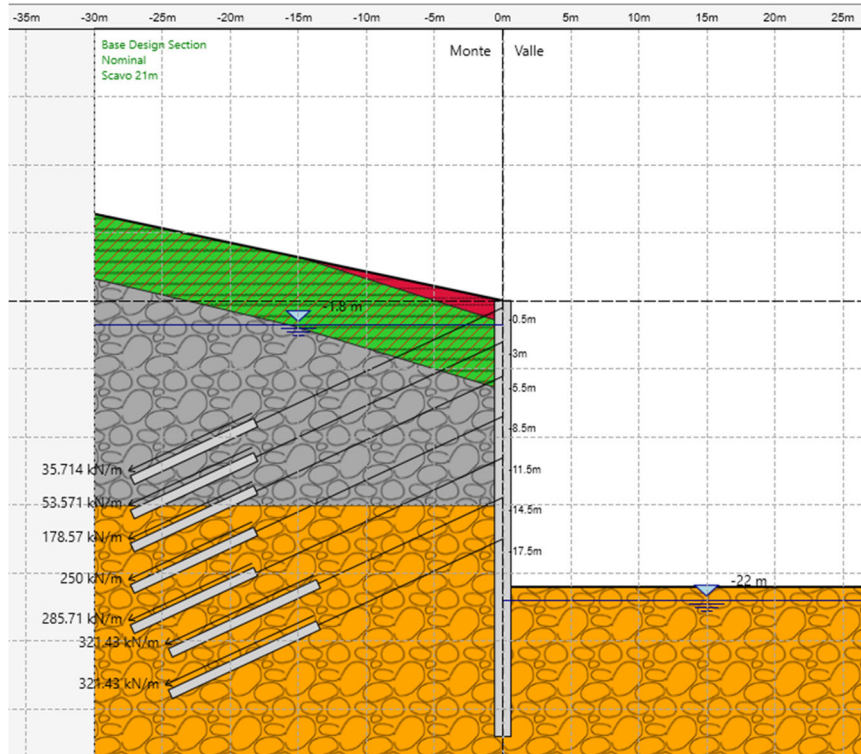 -35m -30m -25m -20m -15m -10m -5m 0m 5m 10m 15m 20m 25m
Base Design Section
Nominal
Scavo 21m
Monte Valle
-1.8 m
-0.5m
-3m
-5.5m
-8.5m
-11.5m
-14.5m
-17.5m
35.714 kN/m
53.571 kN/m
178.57 kN/m
250 kN/m
285.71 kN/m
321.43 kN/m
321.43 kN/m
-22 m